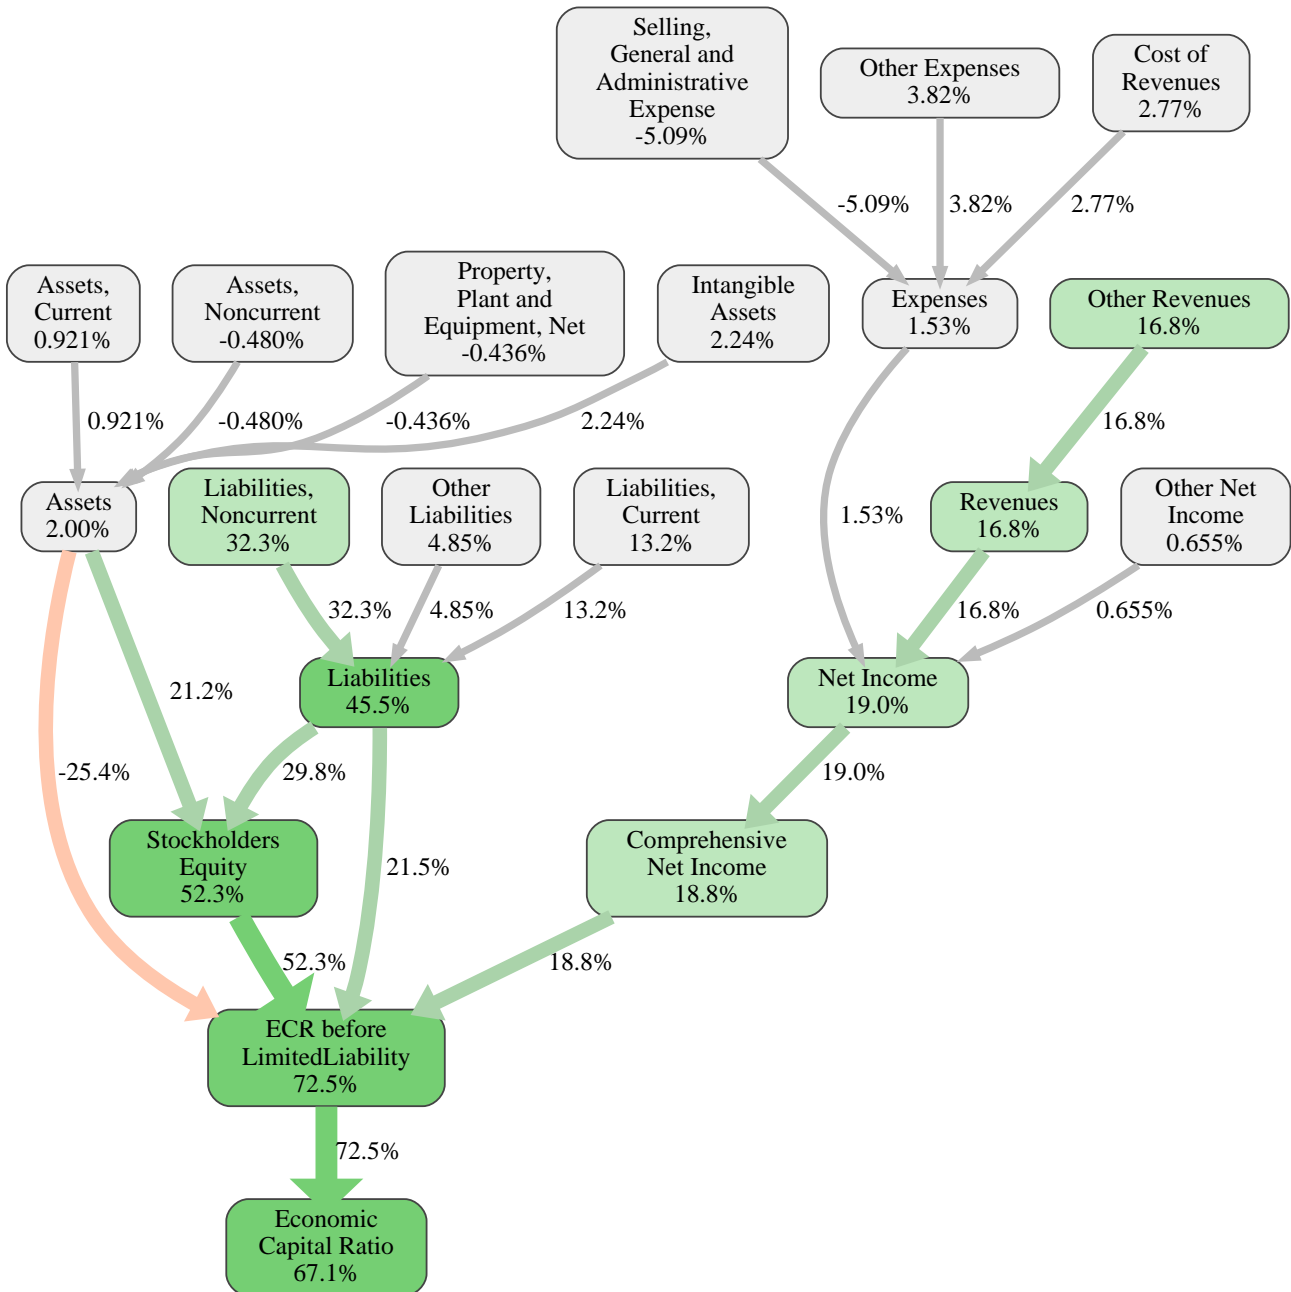 Selling,
General and
Administrative
Expense
-5.09%
Other Expenses
3.82%
Cost of
Revenues
2.77%
-5.09%
3.82%
2.77%
Assets,
Current
0.921%
Assets,
Noncurrent
-0.480%
Property,
Plant and
Equipment, Net
-0.436%
Intangible
Assets
2.24%
Expenses
1.53%
Other Revenues
16.8%
0.921%
-0.480%
-0.436%
2.24%
16.8%
Assets
2.00%
Liabilities,
Noncurrent
32.3%
Other
Liabilities
4.85%
Liabilities,
Current
13.2%
1.53%
Revenues
16.8%
Other Net
Income
0.655%
32.3%
4.85%
13.2%
16.8%
0.655%
21.2%
Liabilities
45.5%
Net Income
19.0%
-25.4%
29.8%
19.0%
Stockholders
Equity
52.3%
21.5%
Comprehensive
Net Income
18.8%
52.3%
18.8%
ECR before
LimitedLiability
72.5%
72.5%
Economic
Capital Ratio
67.1%